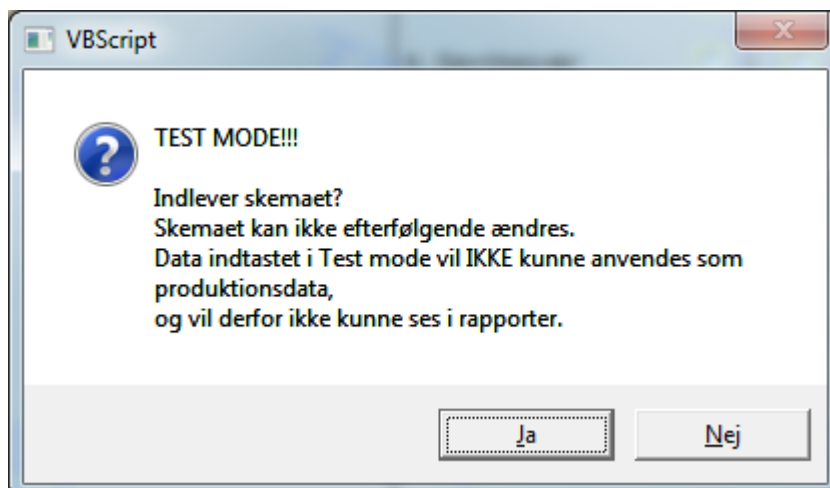 VBScript
TEST MODE!!!
Indlever skemaet?
Skemaet kan ikke efterfølgende ændres.
Data indtastet i Test mode vil IKKE kunne anvendes som
produktionsdata,
og vil derfor ikke kunne ses i rapporter.
Ja
Nej